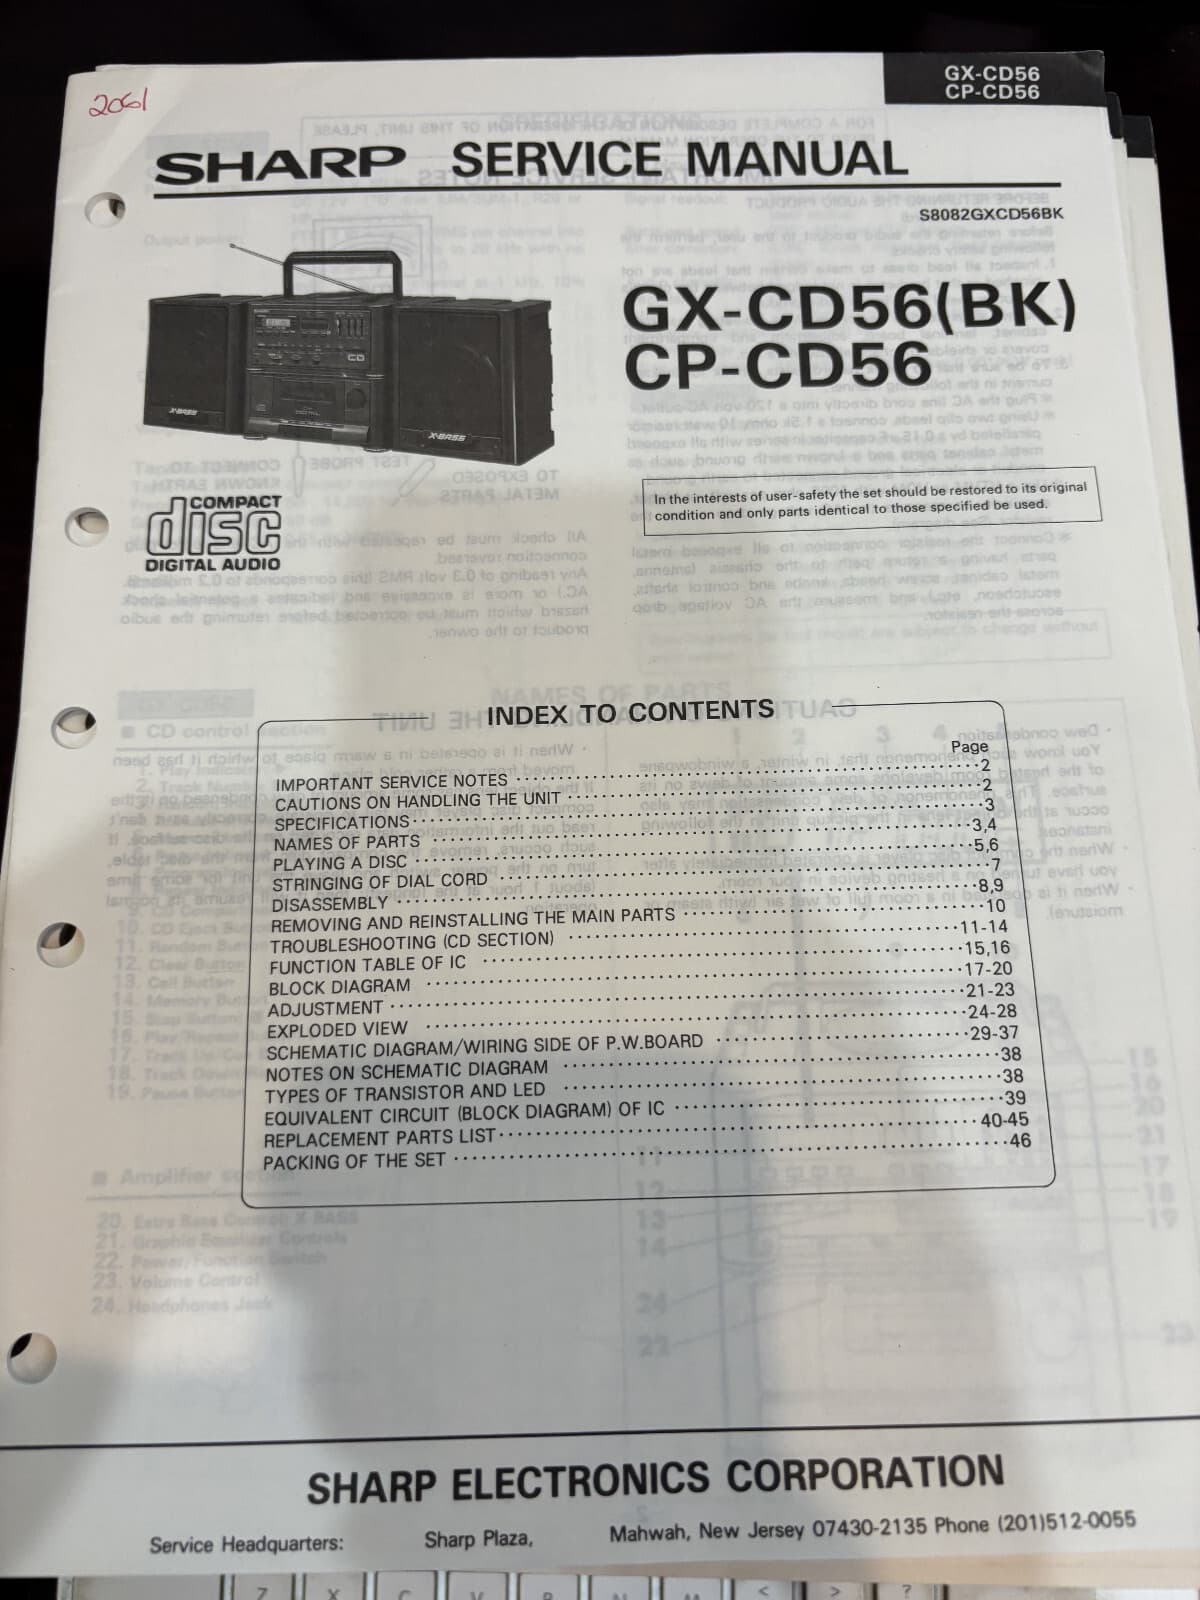 2061
GX-CD56
CP-CD56
SHARP SERVICE MANUAL
S8082GXCD56BK
GX-CD56(BK)
CP-CD56
CD
X-BASS
X-BASS
In the interests of user-safety the set should be restored to its original
condition and only parts identical to those specified be used.
COMPACT
disc
DIGITAL AUDIO
INDEX TO CONTENTS
Page
IMPORTANT SERVICE NOTES 2
CAUTIONS ON HANDLING THE UNIT 2
SPECIFICATIONS 3
NAMES OF PARTS 3,4
PLAYING A DISC 5,6
STRINGING OF DIAL CORD 7
DISASSEMBLY 8,9
REMOVING AND REINSTALLING THE MAIN PARTS 10
TROUBLESHOOTING (CD SECTION) 11-14
FUNCTION TABLE OF IC 15,16
BLOCK DIAGRAM 17-20
ADJUSTMENT 21-23
EXPLODED VIEW 24-28
SCHEMATIC DIAGRAM/WIRING SIDE OF P.W.BOARD 29-37
NOTES ON SCHEMATIC DIAGRAM 38
TYPES OF TRANSISTOR AND LED 38
EQUIVALENT CIRCUIT (BLOCK DIAGRAM) OF IC 39
REPLACEMENT PARTS LIST 40-45
PACKING OF THE SET 46
SHARP ELECTRONICS CORPORATION
Service Headquarters: Sharp Plaza, Mahwah, New Jersey 07430-2135 Phone (201)512-0055
Z X C V B N M < > ?